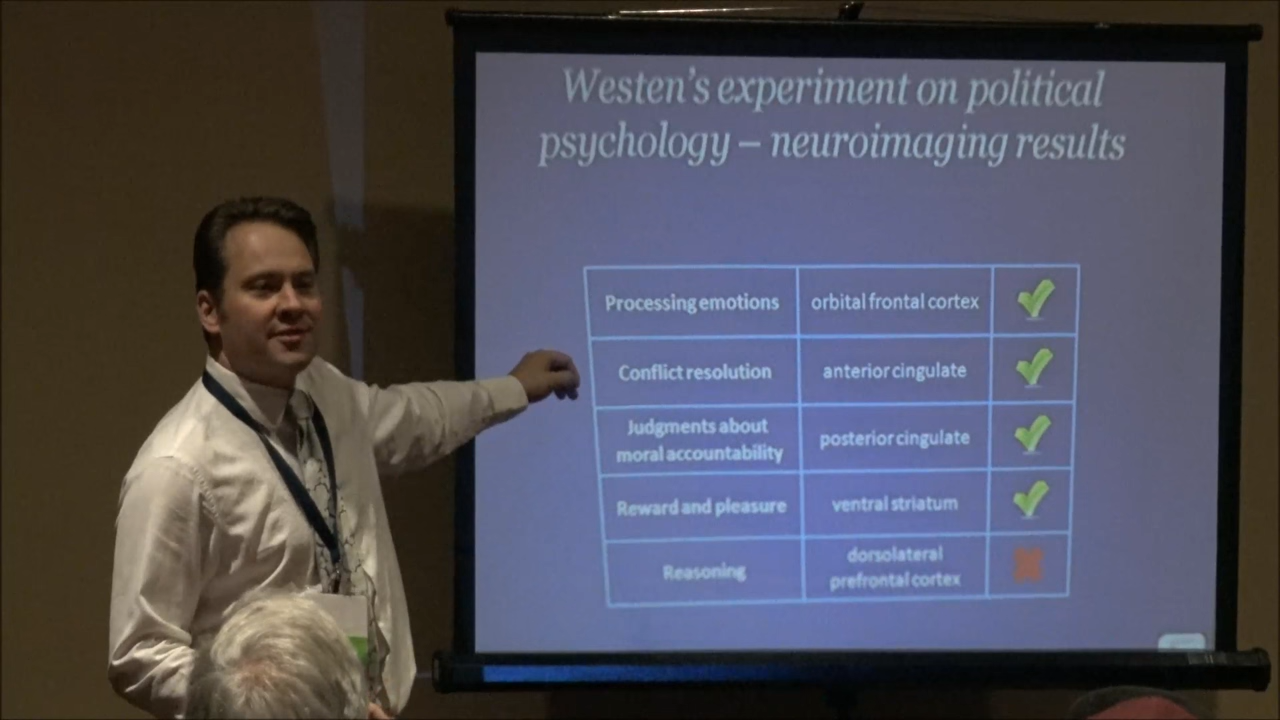 Westen's experiment on political
psychology – neuroimaging results
Processing emotions
orbital frontal cortex
Conflict resolution
anterior cingulate
Judgments about
moral accountability
posterior cingulate
Reward and pleasure
ventral striatum
Reasoning
dorsolateral
prefrontal cortex